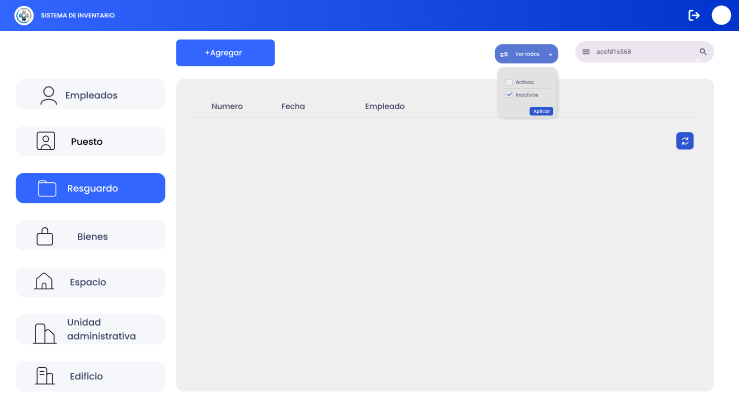 SISTEMA DE INVENTARIO
+Agregar
Ver todos
acsfd1s568
Activos
Inactivos
Aplicar
Numero Fecha Empleado
Empleados
Puesto
Resguardo
Bienes
Espacio
Unidad
administrativa
Edificio